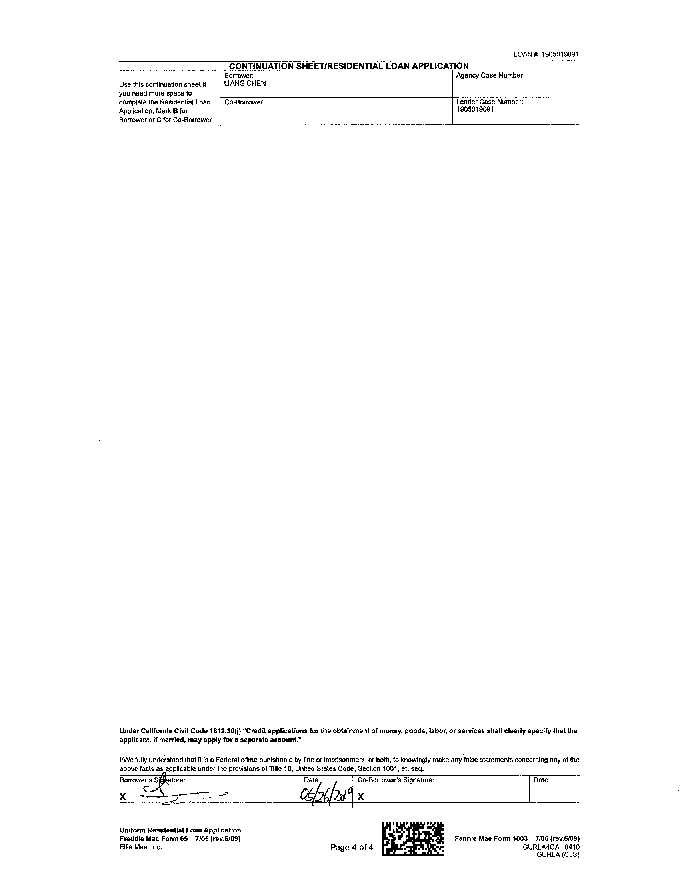 LOAN #: 1905019091
CONTINUATION SHEET/RESIDENTIAL LOAN APPLICATION
Use this continuation sheet if
you need more space to
complete the Residential Loan
Application. Mark B for
Borrower or C for Co-Borrower.
Borrower:
CHEN
Agency Case Number:
Co-Borrower:
Lender Case Number:
1905019091
Under California Civil Code 1812.30(j) "Credit applications for the obtainment of money, goods, labor, or services shall clearly specify that the
applicant, if married, may apply for a separate account."
I/We fully understand that it is a Federal crime punishable by fine or imprisonment, or both, to knowingly make any false statements concerning any of the
above facts as applicable under the provisions of Title 18, United States Code, Section 1001, et. seq.
Borrower's Signature:
X
Date
05/26/2019
Co-Borrower's Signature:
X
Date
Uniform Residential Loan Application
Freddie Mac Form 65 7/05 (rev.6/09)
Ellie Mae, Inc.
Page 4 of 4
Fannie Mae Form 1003 7/05 (rev.6/09)
GURLA (CLS)